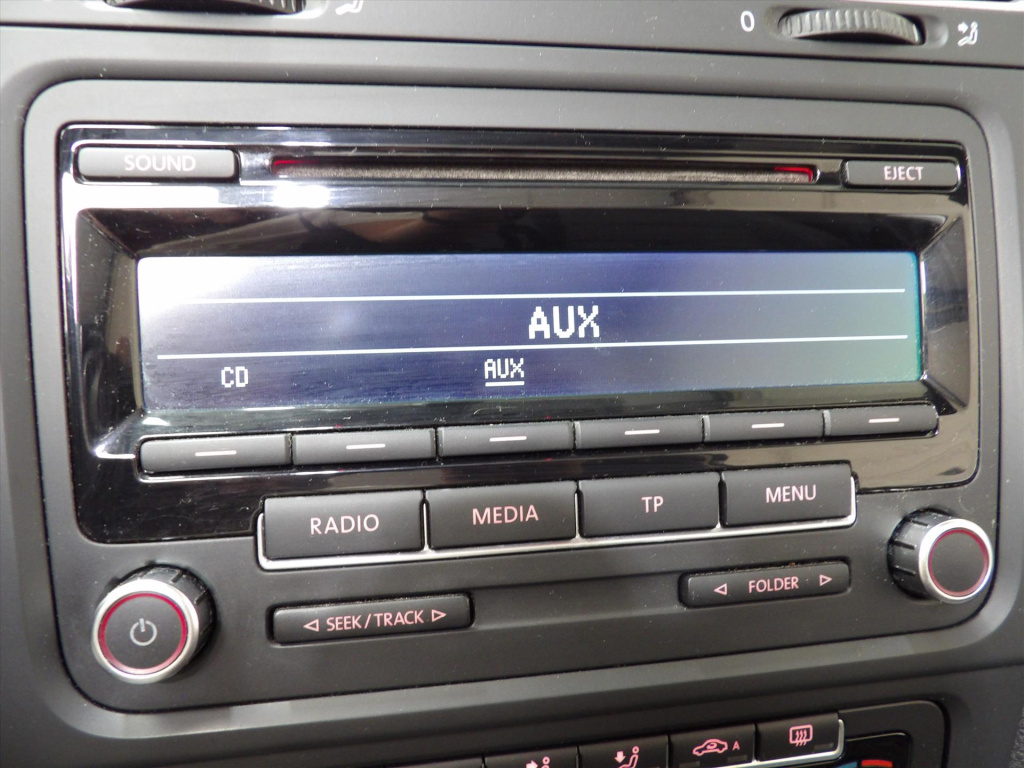 0
SOUND
EJECT
AUX
CD AUX
RADIO MEDIA TP MENU
SEEK/TRACK FOLDER
A